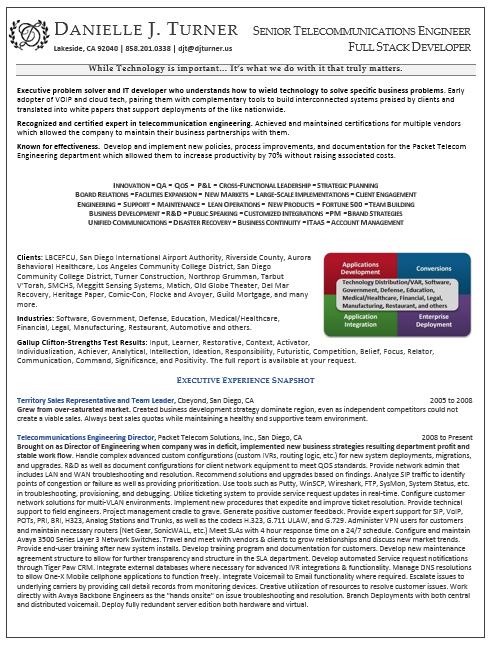 DANIELLE J. TURNER
Lakeside, CA 92040 | 858.201.0338 | djt@djturner.us
SENIOR TELECOMMUNICATIONS ENGINEER
FULL STACK DEVELOPER
While Technology is important... It's what we do with it that truly matters.
Executive problem solver and IT developer who understands how to wield technology to solve specific business problems. Early
adopter of VOIP and cloud tech, pairing them with complementary tools to build interconnected systems praised by clients and
translated into white papers that support deployments of the like nationwide.
Recognized and certified expert in telecommunication engineering. Achieved and maintained certifications for multiple vendors
which allowed the company to maintain their business partnerships with them.
Known for effectiveness. Develop and implement new policies, process improvements, and documentation for the Packet Telecom
Engineering department which allowed them to increase productivity by 70% without raising associated costs.
INNOVATION • QA • QOS • P&L • CROSS-FUNCTIONAL LEADERSHIP • STRATEGIC PLANNING
BOARD RELATIONS • FACILITIES EXPANSION • NEW MARKETS • LARGE-SCALE IMPLEMENTATIONS • CLIENT ENGAGEMENT
ENGINEERING • SUPPORT • MAINTENANCE • LEAN OPERATIONS • NEW PRODUCTS • FORTUNE 500 • TEAM BUILDING
BUSINESS DEVELOPMENT • R&D • PUBLIC SPEAKING • CUSTOMIZED INTEGRATIONS • PM • BRAND STRATEGIES
UNIFIED COMMUNICATIONS • DISASTER RECOVERY • BUSINESS CONTINUITY • ITAAS • ACCOUNT MANAGEMENT
Clients: LBCEFCU, San Diego International Airport Authority, Riverside County, Aurora
Behavioral Healthcare, Los Angeles Community College District, San Diego
Community College District, Turner Construction, Northrop Grumman, Tarbut
V'Torah, SMCHS, Meggitt Sensing Systems, Matich, Old Globe Theater, Del Mar
Recovery, Heritage Paper, Comic-Con, Flocke and Avoyer, Guild Mortgage, and many
more.
Industries: Software, Government, Defense, Education, Medical/Healthcare,
Financial, Legal, Manufacturing, Restaurant, Automotive and others.
Gallup Clifton-Strengths Test Results: Input, Learner, Restorative, Context, Activator,
Individualization, Achiever, Analytical, Intellection, Ideation, Responsibility, Futuristic, Competition, Belief, Focus, Relator,
Communication, Command, Significance, and Positivity. The full report is available at your request.
Applications
Development
Conversions
Technology Distribution/VAR, Software,
Government, Defense, Education,
Medical/Healthcare, Financial, Legal,
Manufacturing, Restaurant, and others
Application
Integration
Enterprise
Deployment
EXECUTIVE EXPERIENCE SNAPSHOT
Territory Sales Representative and Team Leader, Cbeyond, San Diego, CA 2005 to 2008
Grew from over-saturated market. Created business development strategy dominate region, even as independent competitors could not
create a viable sales. Always beat sales quotes while maintaining a healthy and supportive team environment.
Telecommunications Engineering Director, Packet Telecom Solutions, Inc., San Diego, CA 2008 to Present
Brought on as Director of Engineering when company was in deficit, implemented new business strategies resulting department profit and
stable work flow. Handle complex advanced custom configurations (custom IVRs, routing logic, etc.) for new system deployments, migrations,
and upgrades. R&D as well as document configurations for client network equipment to meet QOS standards. Provide network admin that
includes LAN and WAN troubleshooting and resolution. Recommend solutions and upgrades based on findings. Analyze SIP traffic to identify
points of congestion or failure as well as providing prioritization. Use tools such as Putty, WinSCP, Wireshark, FTP, SysMon, System Status, etc.
in troubleshooting, provisioning, and debugging. Utilize ticketing system to provide service request updates in real-time. Configure customer
network solutions for multi-VLAN environments. Implement new procedures that expedite and improve ticket resolution. Provide technical
support to field engineers. Project management cradle to grave. Generate positive customer feedback. Provide expert support for SIP, VoIP,
POTs, PRI, BRI, H323, Analog Stations and Trunks, as well as the codecs H.323, G.711 ULAW, and G.729. Administer VPN users for customers
and maintain necessary routers (Net Gear, SonicWALL, etc.) Meet SLAs with 4 hour response time on a 24/7 schedule. Configure and maintain
Avaya 3500 Series Layer 3 Network Switches. Travel and meet with vendors & clients to grow relationships and discuss new market trends.
Provide end-user training after new system installs. Develop training program and documentation for customers. Develop new maintenance
agreement structure to allow for further transparency and structure in the SLA department. Develop automated Service request notifications
through Tiger Paw CRM. Integrate external databases where necessary for advanced IVR integrations & functionality. Manage DNS resolutions
to allow One-X Mobile cellphone applications to function freely. Integrate Voicemail to Email functionality where required. Escalate issues to
underlying carriers by providing call detail records from monitoring devices. Creative utilization of resources to resolve customer issues. Work
directly with Avaya Backbone Engineers as the "hands onsite" on issue troubleshooting and resolution. Branch Deployments with both central
and distributed voicemail. Deploy fully redundant server edition both hardware and virtual.